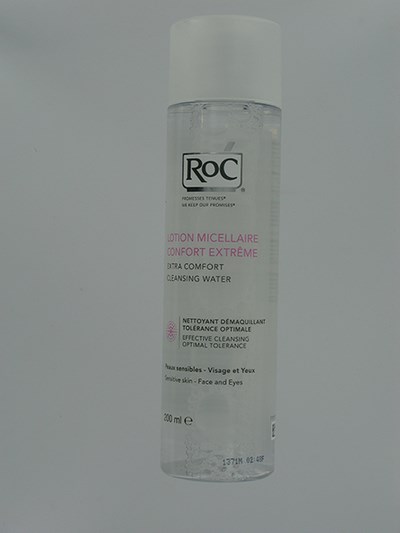 RoC
PROMESSES TENUES*
WE KEEP OUR PROMISES*
LOTION MICELLAIRE
CONFORT EXTRÊME
EXTRA COMFORT
CLEANSING WATER
NETTOYANT DÉMAQUILLANT
TOLÉRANCE OPTIMALE
EFFECTIVE CLEANSING
OPTIMAL TOLERANCE
Peaux sensibles - Visage et Yeux
Sensitive skin - Face and Eyes
200 ml ℮